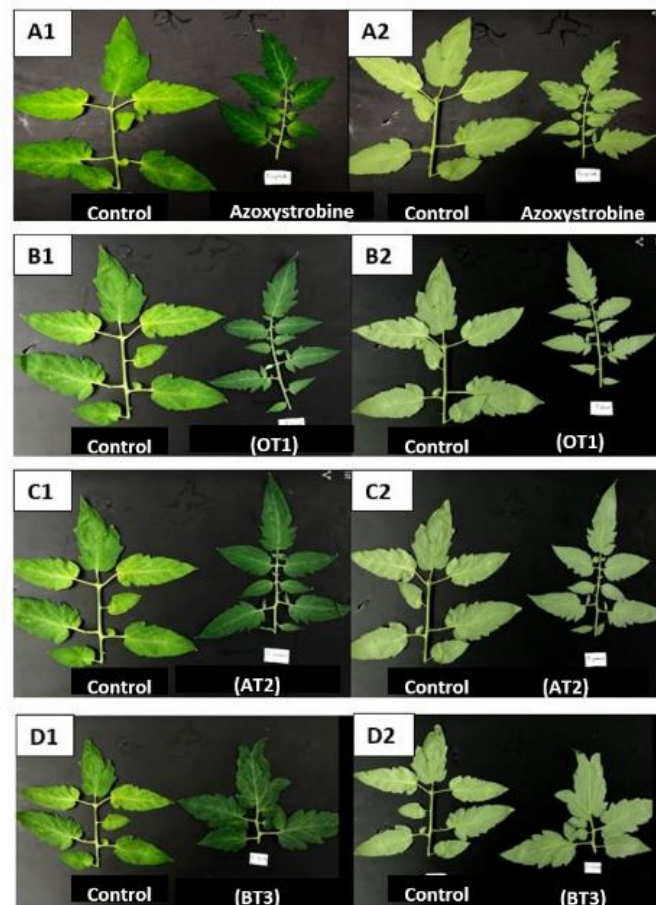 A1
A2
Control
Azoxystrobine
Control
Azoxystrobine
B1
B2
Control
(OT1)
Control
(OT1)
C1
C2
Control
(AT2)
Control
(AT2)
D1
D2
Control
(BT3)
Control
(BT3)